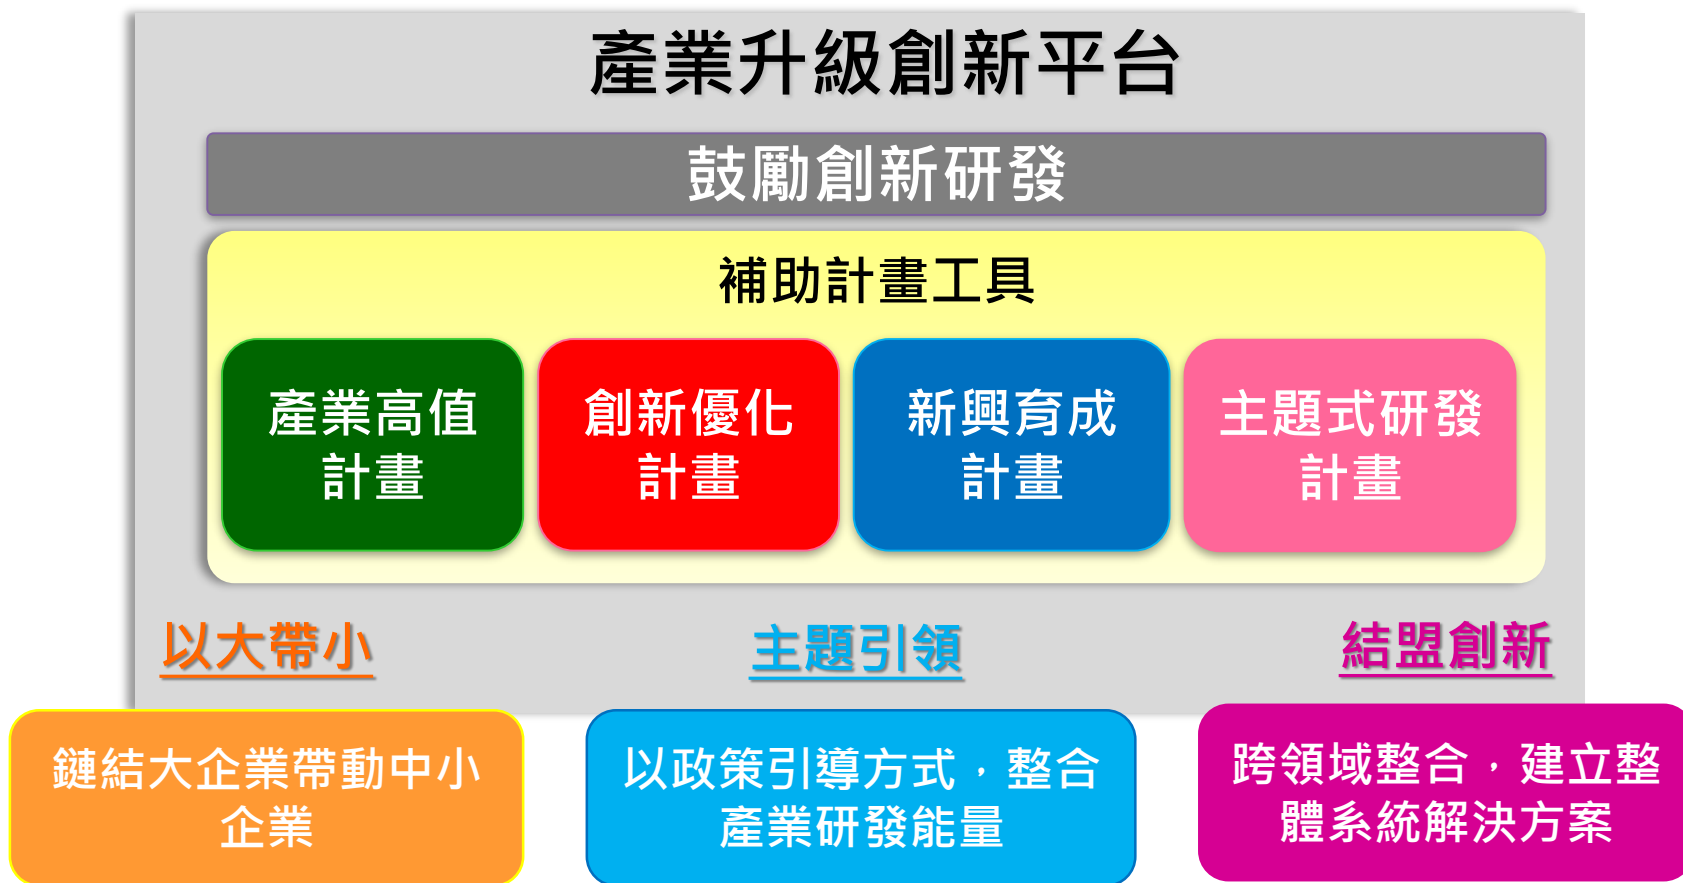 產業升級創新平台
鼓勵創新研發
補助計畫工具
產業高值
計畫
創新優化
計畫
新興育成
計畫
主題式研發
計畫
以大帶小
主題引領
結盟創新
鏈結大企業帶動中小
企業
以政策引導方式，整合
產業研發能量
跨領域整合，建立整
體系統解決方案